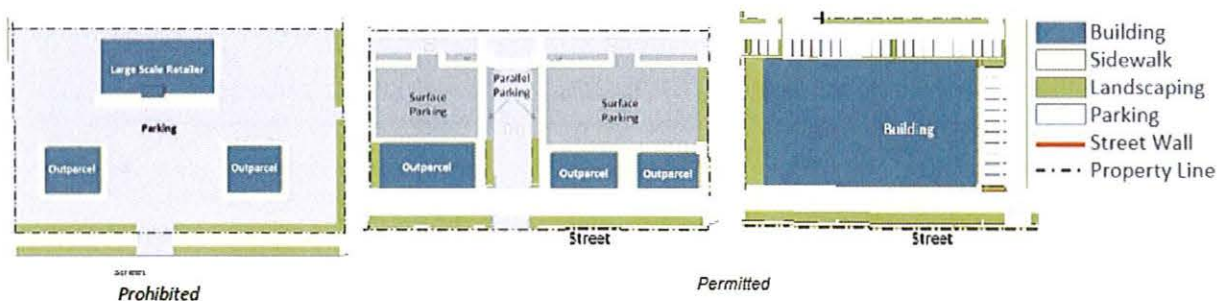 Large Scale Retailer
Parking
Outparcel
Outparcel
Prohibited
Parallel
Parking
Surface
Parking
Surface
Parking
Outparcel
Outparcel
Outparcel
Street
Permitted
Building
Street
Building
Sidewalk
Landscaping
Parking
Street Wall
Property Line